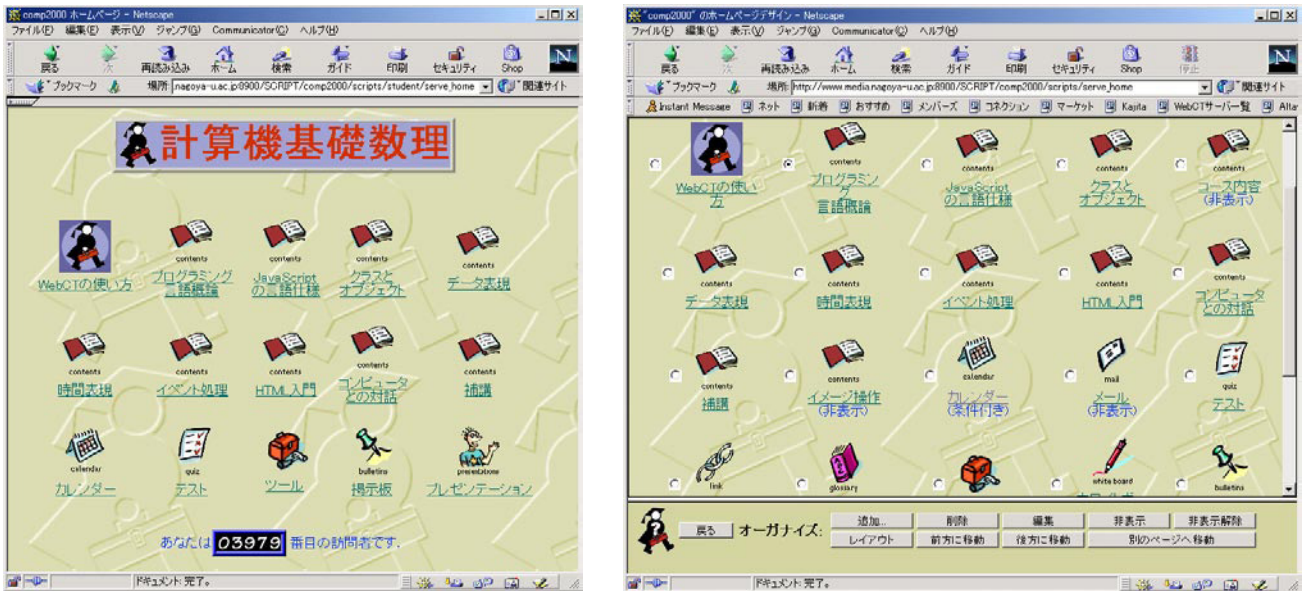 comp2000 ホームページ - Netscape
ファイル(F) 編集(E) 表示(V) ジャンプ(G) Communicator(C) ヘルプ(H)
戻る 次 再読み込み ホーム 検索 ガイド 印刷 セキュリティ Shop N
ブックマーク 場所 .nagoya-u.ac.jp:8900/SCRIPT/comp2000/scripts/student/serve_home 関連サイト
計算機基礎数理
contents contents contents contents
WebCTの使い方 プログラミング言語概論 JavaScriptの言語仕様 クラスとオブジェクト データ表現
contents contents contents contents contents
時間表現 イベント処理 HTML入門 コンピュータとの対話 補講
calendar quiz bulletins presentations
カレンダー テスト ツール 掲示板 プレゼンテーション
あなたは 03979 番目の訪問者です.
ドキュメント: 完了。
"comp2000" のホームページデザイン - Netscape
ファイル(F) 編集(E) 表示(V) ジャンプ(G) Communicator(C) ヘルプ(H)
戻る 次 再読み込み ホーム 検索 ガイド 印刷 セキュリティ Shop 停止 N
ブックマーク 場所: http://www.media.nagoya-u.ac.jp:8900/SCRIPT/comp2000/scripts/serve_home 関連サイト
Instant Message ネット 新着 おすすめ メンバーズ コネクション マーケット Kajita WebCTサーバー一覧 Alta
contents contents contents contents
WebCTの使い方 プログラミング言語概論 JavaScriptの言語仕様 クラスとオブジェクト コース内容
(非表示)
contents contents contents contents contents
データ表現 時間表現 イベント処理 HTML入門 コンピュータとの対話
contents contents calendar mail quiz
補講 イメージ操作 カレンダー メール テスト
(非表示) (条件付き) (非表示)
link glossary white board bulletins
戻る オーガナイズ: 追加... 削除 編集 非表示 非表示解除
レイアウト 前方に移動 後方に移動 別のページへ移動
ドキュメント: 完了。